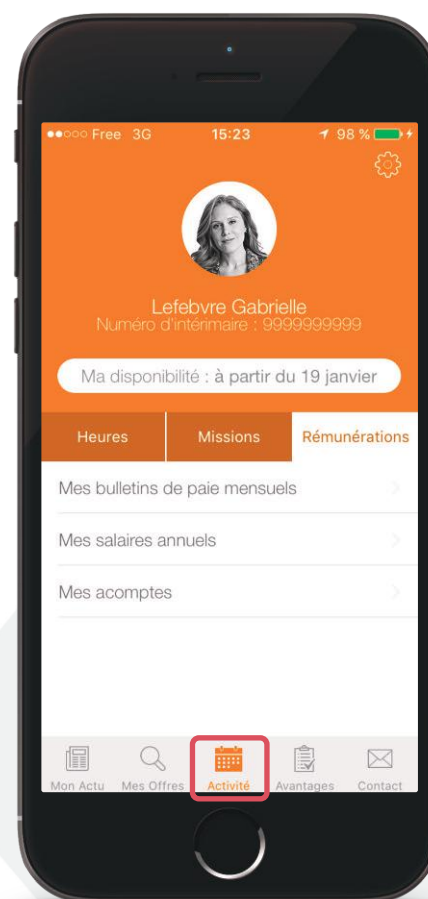 Free 3G 15:23 98 %
Lefebvre Gabrielle
Numéro d'intérimaire : 9999999999
Ma disponibilité : à partir du 19 janvier
Heures Missions Rémunérations
Mes bulletins de paie mensuels
Mes salaires annuels
Mes acomptes
Mon Actu Mes Offres Activité Avantages Contact